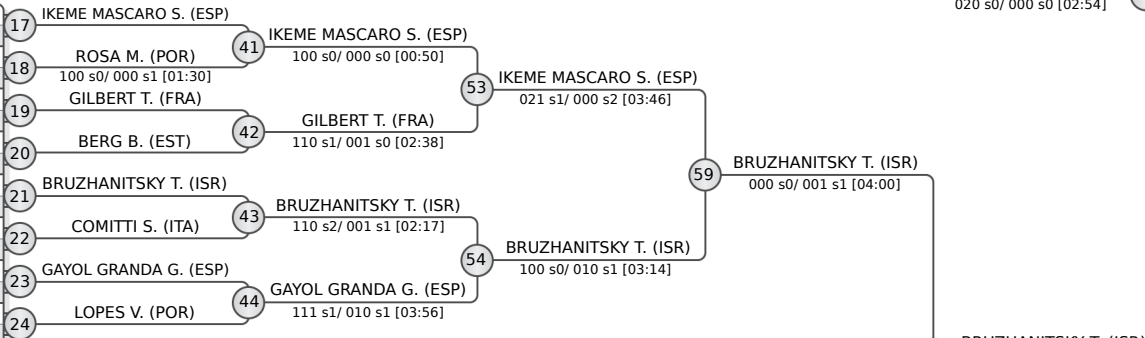 020 s0/ 000 s0 [02:54]
17
IKEME MASCARO S. (ESP)
41
IKEME MASCARO S. (ESP)
100 s0/ 000 s0 [00:50]
18
ROSA M. (POR)
100 s0/ 000 s1 [01:30]
53
IKEME MASCARO S. (ESP)
021 s1/ 000 s2 [03:46]
19
GILBERT T. (FRA)
42
GILBERT T. (FRA)
110 s1/ 001 s0 [02:38]
20
BERG B. (EST)
59
BRUZHANITSKY T. (ISR)
000 s0/ 001 s1 [04:00]
21
BRUZHANITSKY T. (ISR)
43
BRUZHANITSKY T. (ISR)
110 s2/ 001 s1 [02:17]
22
COMITTI S. (ITA)
54
BRUZHANITSKY T. (ISR)
100 s0/ 010 s1 [03:14]
23
GAYOL GRANDA G. (ESP)
44
GAYOL GRANDA G. (ESP)
111 s1/ 010 s1 [03:56]
24
LOPES V. (POR)